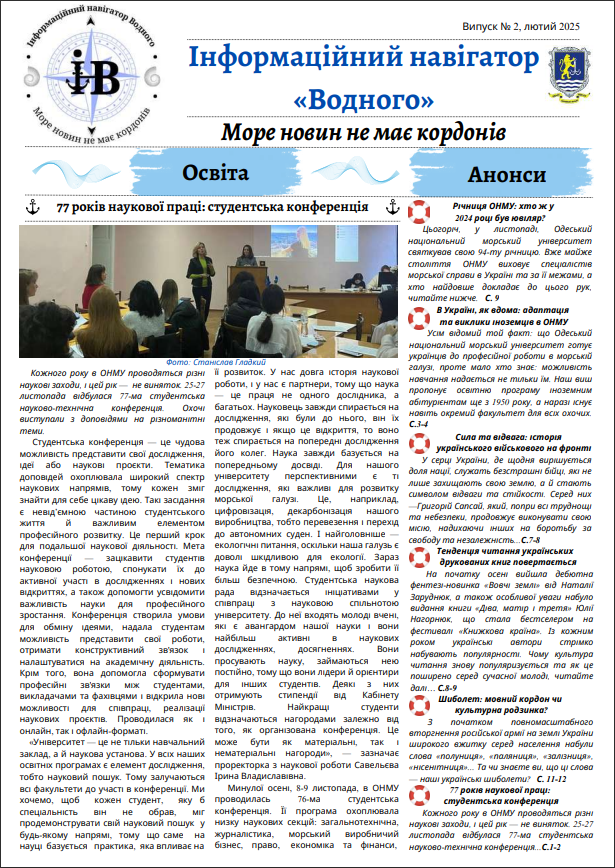 Інформаційний навігатор Водного
ІВ
Море новин не має кордонів
Випуск № 2, лютий 2025
Інформаційний навігатор
«Водного»
Море новин не має кордонів
Освіта
Анонси
77 років наукової праці: студентська конференція
Фото: Станіслав Гладкий
Кожного року в ОНМУ проводяться різні
наукові заходи, і цей рік — не виняток. 25-27
листопада відбулася 77-ма студентська
науково-технічна конференція. Охочі
виступали з доповідями на різноманітні
теми.
Студентська конференція — це чудова
можливість представити свої дослідження,
ідеї або наукові проєкти. Тематика
доповідей охоплювала широкий спектр
наукових напрямів, тому кожен зміг
знайти для себе цікаву ідею. Такі засідання
є невід’ємною частиною студентського
життя й важливим елементом
професійного розвитку. Це перший крок
для подальшої наукової діяльності. Мета
конференції — зацікавити студентів
науковою роботою, спонукати їх до
активної участі в дослідженнях і нових
відкриттях, а також допомогти усвідомити
важливість науки для професійного
зростання. Конференція створила умови
для обміну ідеями, надала студентам
можливість представити свої роботи,
отримати конструктивний зв’язок і
налаштуватися на академічну діяльність.
Крім того, вона допомогла сформувати
професійні зв’язки між студентами,
викладачами та фахівцями і відкрила нові
можливості для співпраці, реалізації
наукових проєктів. Проводилася як і
онлайн, так і офлайн-форматі.
«Університет — це не тільки навчальний
заклад, а й наукова установа. У всіх наших
освітніх програмах є елемент дослідження,
тобто науковий пошук. Тому залучаються
всі факультети до участі в конференції. Ми
хочемо, щоб кожен студент, яку б
спеціальність він не обрав, міг
продемонструвати свій науковий пошук у
будь-якому напрямі, тому що саме на
науці базується практика, яка впливає на
її розвиток. У нас довга історія наукової
роботи, і у нас є партнери, тому що наука
— це праця не одного дослідника, а
багатьох. Науковець завжди спирається на
дослідження, які були до нього, він їх
продовжує і якщо це відкриття, то воно
теж спирається на попередні дослідження
його колег. Наука завжди базується на
попередньому досвіді. Для нашого
університету перспективними є ті
дослідження, які важливі для розвитку
морської галузі. Це, наприклад,
цифровізація, декарбонізація нашого
виробництва, тобто перевезення і перехід
до автономних суден. І найголовніше —
екологічні питання, оскільки наша галузь є
доволі шкідливою для екології. Зараз
наука йде в тому напрямі, щоб зробити її
більш безпечною. Студентська наукова
рада відзначається ініціативами у
співпраці з науковою спільнотою
університету. До неї входять молоді вчені,
які є авангардом нашої науки і вони
найбільш активні в наукових
дослідженнях, досягненнях. Вони
просувають науку, займаються нею
постійно, тому що вони лідери й орієнтири
для інших студентів. Деякі з них
отримують стипендії від Кабінету
Міністрів. Найкращі студенти
відзначаються нагородами залежно від
того, як організована конференція. Це
може бути як матеріальні, так і
нематеріальні нагороди», — зазначає
проректорка з наукової роботи Савельєва
Ірина Владиславівна.
Минулої осені, 8-9 листопада, в ОНМУ
проводилась 76-ма студентська
конференція. Її програма охоплювала
низку наукових секцій: загальнотехнічна,
журналістика, морський виробничий
бізнес, право, економіка та фінанси,
Річниця ОНМУ: хто ж у
2024 році був ювіляр?
Цьогоріч, у листопаді, Одеський
національний морський університет
святкував свою 94-ту річницю. Вже майже
століття ОНМУ виховує спеціалістів
морської справи в Україні та за її межами, а
хто найдовше докладає до цього рук,
читайте нижче. С. 9
В Україні, як вдома: адаптація
та виклики іноземців в ОНМУ
Усім відомий той факт: що Одеський
національний морський університет готує
українців до професійної роботи в морській
галузі, проте мало хто знає: можливість
навчання надається не тільки їм. Наш виш
пропонує освітню програму іноземним
абітурієнтам ще з 1950 року, а наразі існує
навіть окремий факультет для всіх охочих.
С.3-4
Сила та відвага: історія
українського військового на фронті
У серці України, де щодня вирішується
доля нації, служать безстрашні бійці, які не
лише захищають свою землю, а й стають
символом відваги та стійкості. Серед них
—Григорій Сапсай, який, попри всі труднощі
та небезпеки, продовжує виконувати свою
місію, надихаючи інших на боротьбу за
свободу та незалежність...С.7-8
Тенденція читання українських
друкованих книг повертається
На початку осені вийшла дебютна
фентезі-новинка «Вовчі землі» від Наталії
Заруднюк, а також особливої уваги набуло
видання книги «Діва, матір і третя» Юлії
Нагорнюк, що стала бестселером на
фестивалі «Книжкова країна». Із кожним
роком українські автори стрімко
набувають популярності. Чому культура
читання знову популяризується та як це
поширено серед сучасної молоді, читайте
далі… С.8-9
Шиболет: мовний кордон чи
культурна родзинка?
З початком повномасштабного
вторгнення російської армії на землі України
широкого вжитку серед населення набули
слова «полуниця», «паляниця», «залізниця»,
«нісенітниця»... Та чи знаєте ви, що ці слова
— наші українські шиболети? С. 11-12
77 років наукової праці:
студентська конференція
Кожного року в ОНМУ проводяться різні
наукові заходи, і цей рік — не виняток. 25-27
листопада відбулася 77-ма студентська
науково-технічна конференція...С.1-2